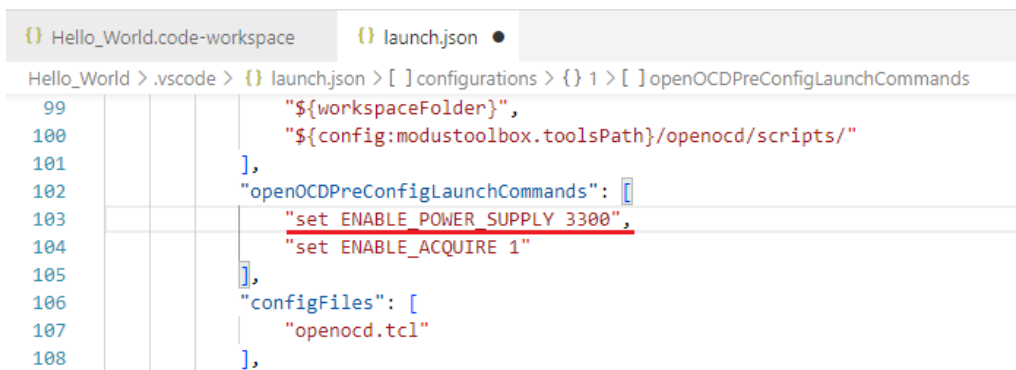 {} Hello_World.code-workspace {} launch.json ●
Hello_World > .vscode > {} launch.json > [ ] configurations > {} 1 > [ ] openOCDPreConfigLaunchCommands
99 "${workspaceFolder}",
100 "${config:modustoolbox.toolsPath}/openocd/scripts/"
101 ],
102 "openOCDPreConfigLaunchCommands": [
103 "set ENABLE_POWER_SUPPLY 3300",
104 "set ENABLE_ACQUIRE 1"
105 ],
106 "configFiles": [
107 "openocd.tcl"
108 ],